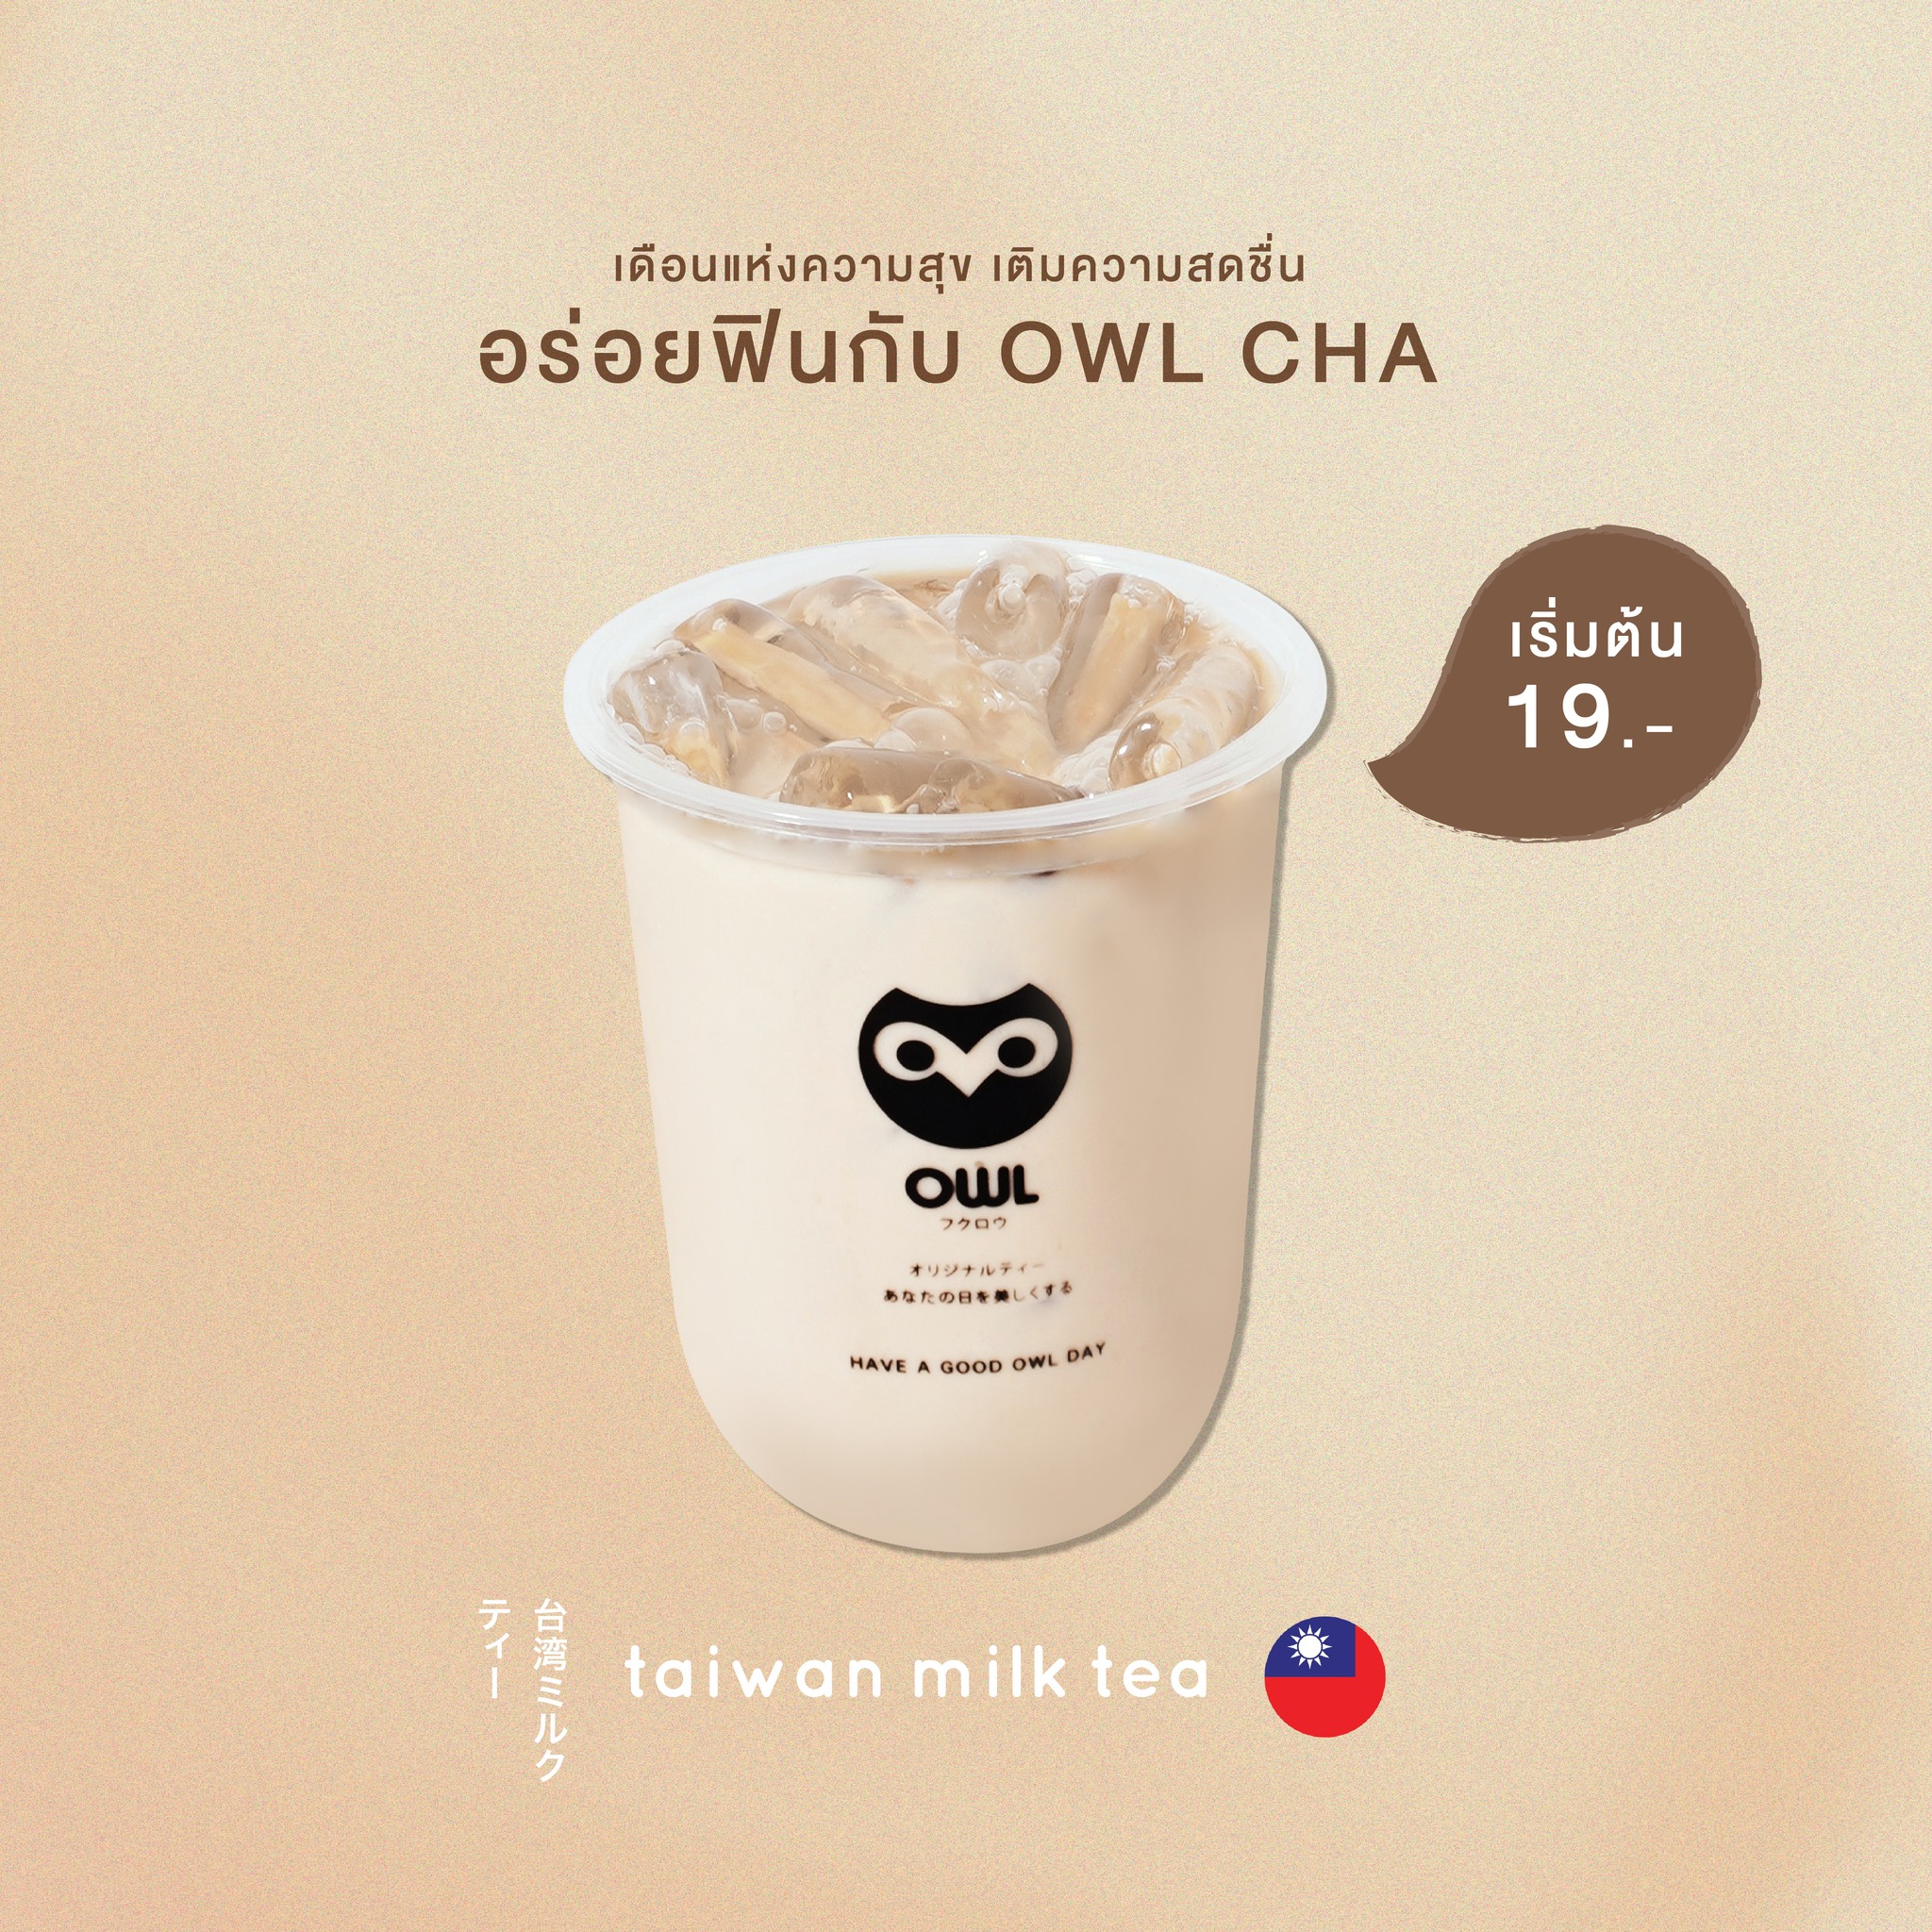 เดือนแห่งความสุข เติมความสดชื่น
อร่อยฟินกับ OWL CHA
เริ่มต้น
19.-
OWL
フクロウ
オリジナルティー
あなたの日を美しくする
HAVE A GOOD OWL DAY
台湾ミルク
ティー
taiwan milk tea